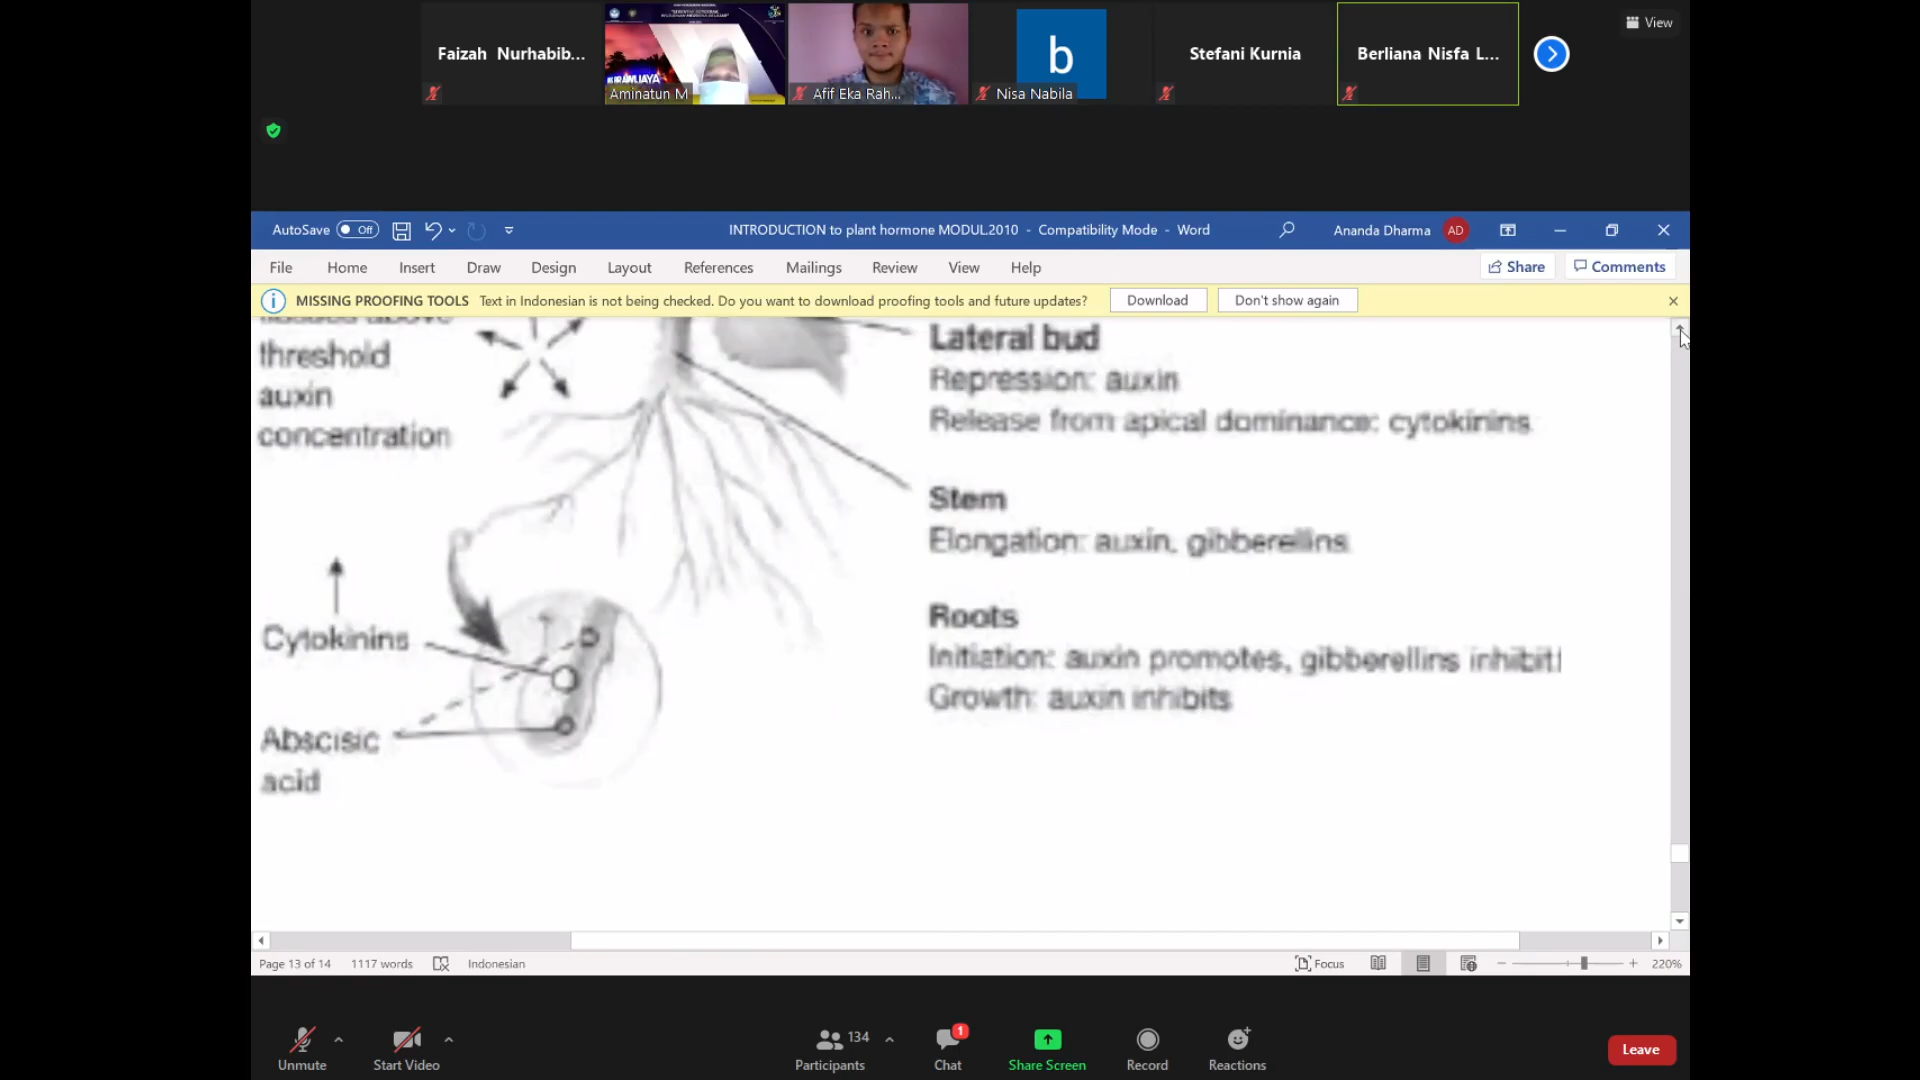 View
Faizah Nurhabib...
Aminatun M
Afif Eka Rah...
b
Nisa Nabila
Stefani Kurnia
Berliana Nisfa L...
AutoSave Off
INTRODUCTION to plant hormone MODUL.2010 - Compatibility Mode - Word
Ananda Dharma AD
File Home Insert Draw Design Layout References Mailings Review View Help
Share Comments
MISSING PROOFING TOOLS Text in Indonesian is not being checked. Do you want to download proofing tools and future updates? Download Don't show again
threshold
auxin
concentration
Cytokinins
Abscisic
acid
Lateral bud
Repression: auxin
Release from apical dominance: cytokinins
Stem
Elongation: auxin, gibberellins
Roots
Initiation: auxin promotes, gibberellins inhibit
Growth: auxin inhibits
Page 13 of 14 1117 words Indonesian
Focus 220%
Unmute Start Video
Participants 134
Chat 1
Share Screen
Record
Reactions
Leave